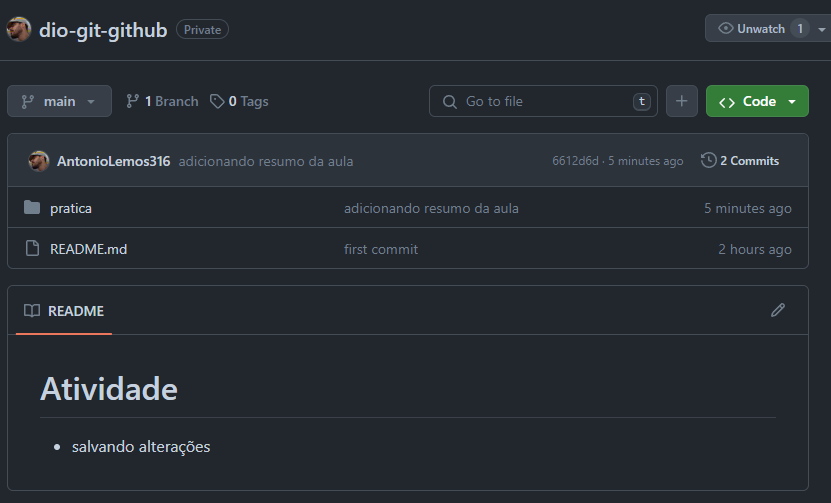 dio-git-github Private Unwatch 1
main 1 Branch 0 Tags Go to file t Code
AntonioLemos316 adicionando resumo da aula 6612d6d · 5 minutes ago 2 Commits
pratica adicionando resumo da aula 5 minutes ago
README.md first commit 2 hours ago
README
Atividade
• salvando alterações